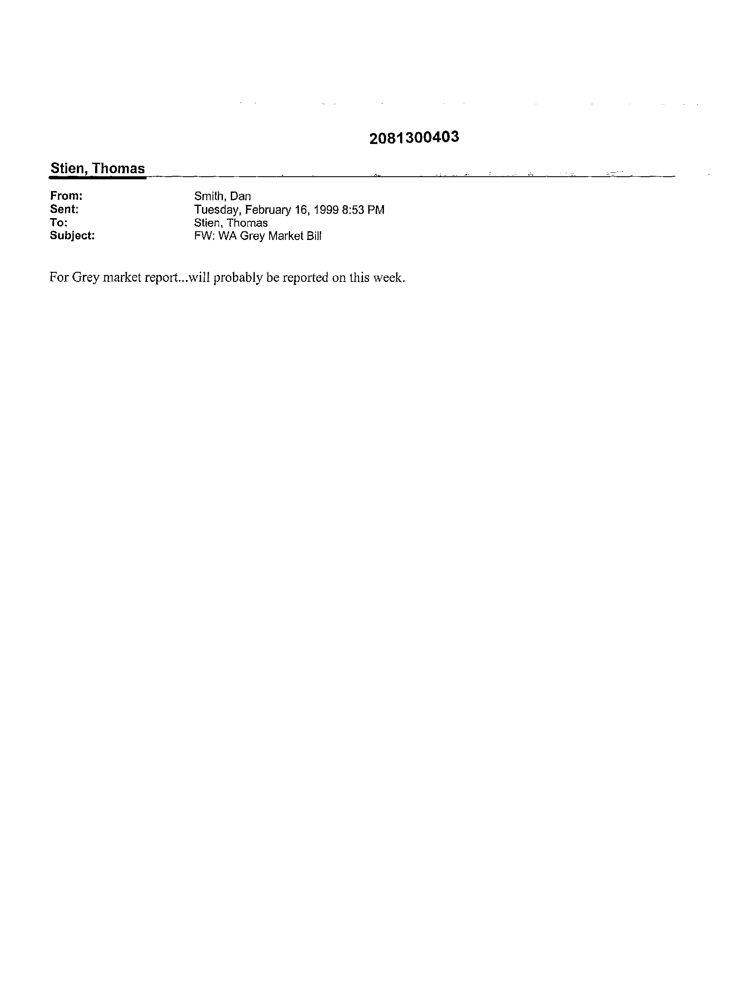 2081300403
Stien, Thomas
From: Smith, Dan
Sent: Tuesday, February 16, 1999 8:53 PM
To: Stien, Thomas
Subject: FW: WA Grey Market Bill
For Grey market report...will probably be reported on this week.